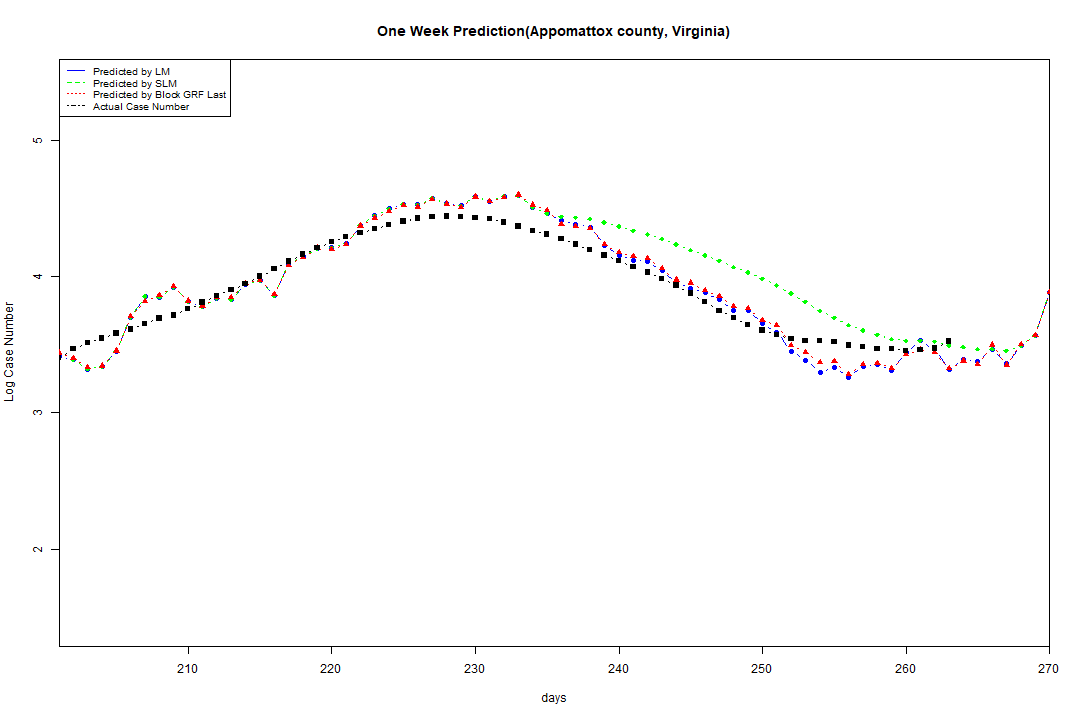 One Week Prediction(Appomattox county, Virginia)
Predicted by LM
Predicted by SLM
Predicted by Block GRF Last
Actual Case Number
5
4
3
2
Log Case Number
210 220 230 240 250 260 270
days